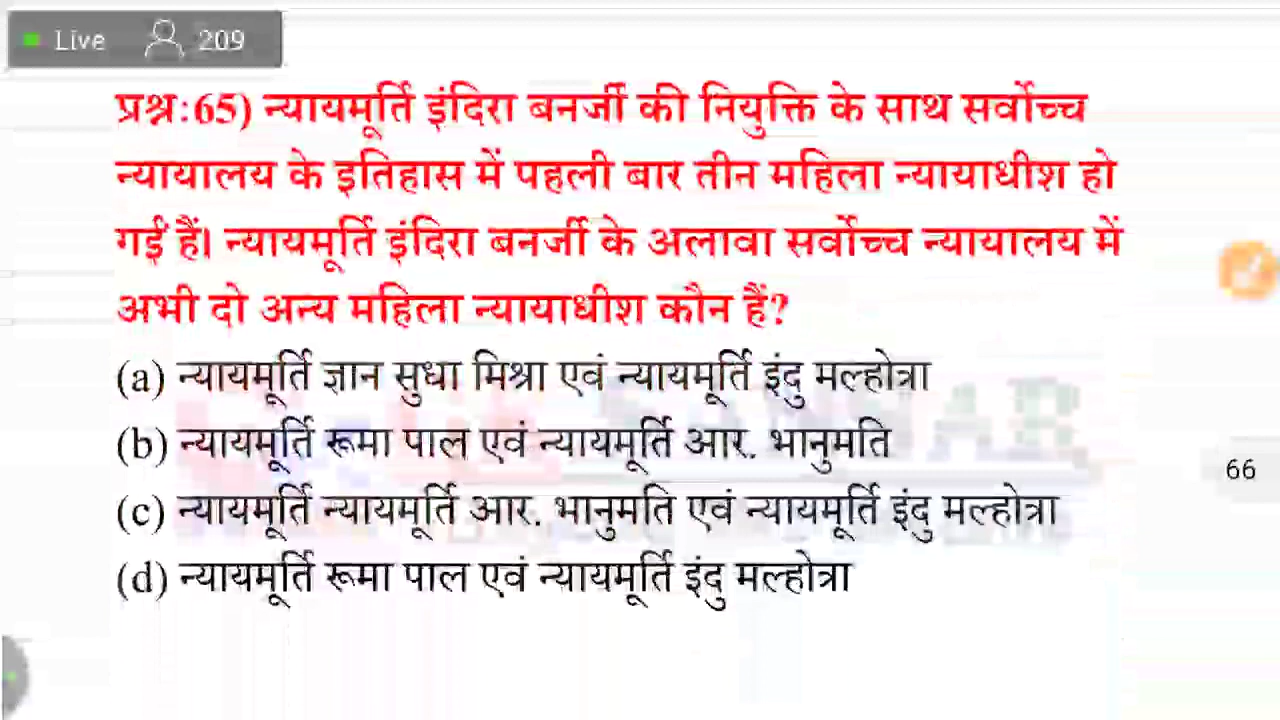 Live 209
प्रश्न:65) न्यायमूर्ति इंदिरा बनर्जी की नियुक्ति के साथ सर्वोच्च
न्यायालय के इतिहास में पहली बार तीन महिला न्यायाधीश हो
गईं हैं। न्यायमूर्ति इंदिरा बनर्जी के अलावा सर्वोच्च न्यायालय में
अभी दो अन्य महिला न्यायाधीश कौन हैं?
(a) न्यायमूर्ति ज्ञान सुधा मिश्रा एवं न्यायमूर्ति इंदु मल्होत्रा
(b) न्यायमूर्ति रूमा पाल एवं न्यायमूर्ति आर. भानुमति
(c) न्यायमूर्ति न्यायमूर्ति आर. भानुमति एवं न्यायमूर्ति इंदु मल्होत्रा
(d) न्यायमूर्ति रूमा पाल एवं न्यायमूर्ति इंदु मल्होत्रा
66